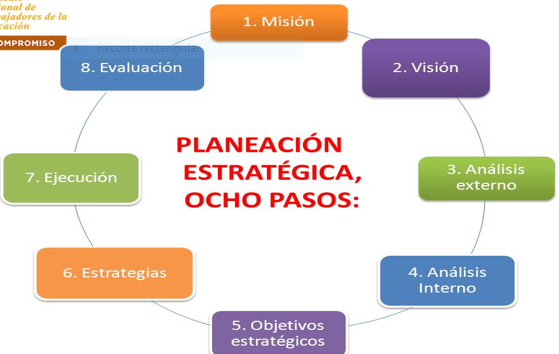 ional de
ajadores de la
cación
OMPROMISO
Recorte rectangular
1. Misión
2. Visión
3. Análisis
externo
4. Análisis
Interno
5. Objetivos
estratégicos
6. Estrategias
7. Ejecución
8. Evaluación
PLANEACIÓN
ESTRATÉGICA,
OCHO PASOS: